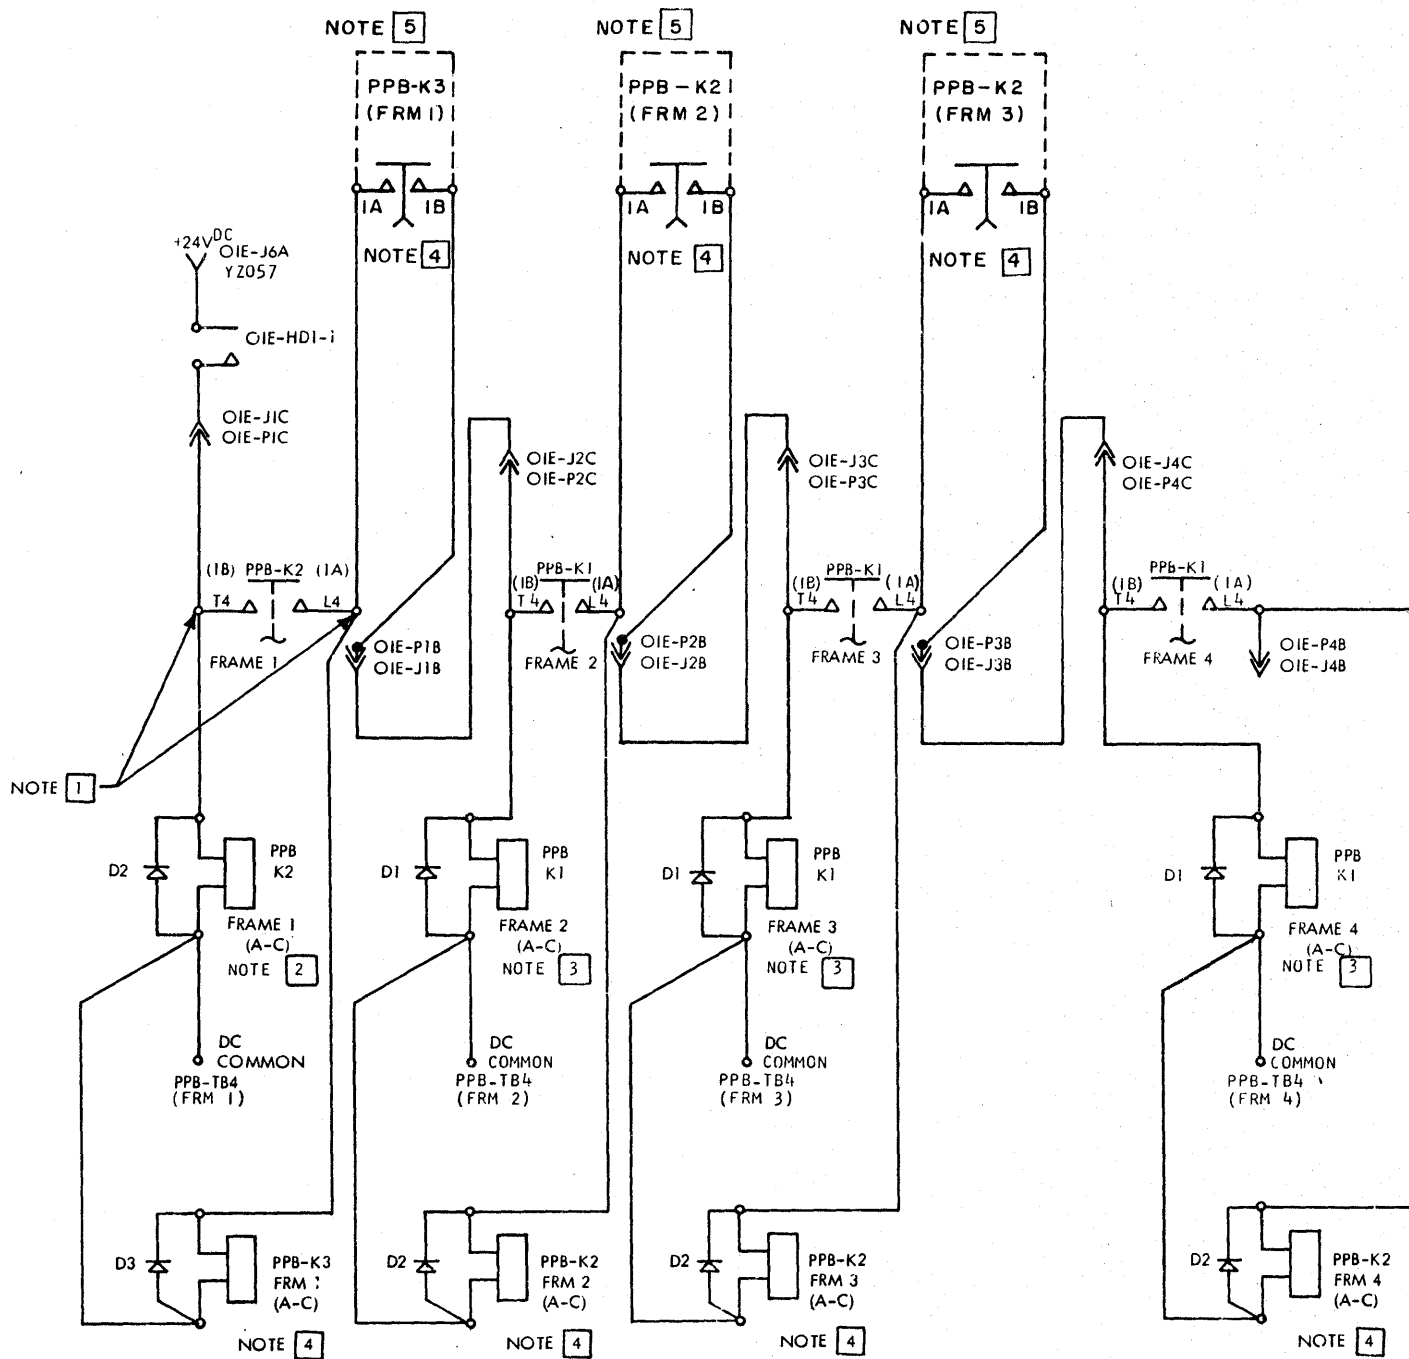 NOTE 5
NOTE 5
NOTE 5
PPB-K3
(FRM 1)
PPB-K2
(FRM 2)
PPB-K2
(FRM 3)
1A 1B
1A 1B
1A 1B
NOTE 4
NOTE 4
NOTE 4
+24VDC
OIE-J6A
YZ057
OIE-HD1-1
OIE-J1C
OIE-P1C
OIE-J2C
OIE-P2C
OIE-J3C
OIE-P3C
OIE-J4C
OIE-P4C
(1B) PPB-K2 (1A)
T4 L4
FRAME 1
OIE-P1B
OIE-J1B
(1B) PPB-K1 (1A)
T4 L4
FRAME 2
OIE-P2B
OIE-J2B
(1B) PPB-K1 (1A)
T4 L4
FRAME 3
OIE-P3B
OIE-J3B
(1B) PPB-K1 (1A)
T4 L4
FRAME 4
OIE-P4B
OIE-J4B
NOTE 1
D2
PPB
K2
FRAME 1
(A-C)
NOTE 2
D1
PPB
K1
FRAME 2
(A-C)
NOTE 3
D1
PPB
K1
FRAME 3
(A-C)
NOTE 3
D1
PPB
K1
FRAME 4
(A-C)
NOTE 3
DC
COMMON
PPB-TB4
(FRM 1)
DC
COMMON
PPB-TB4
(FRM 2)
DC
COMMON
PPB-TB4
(FRM 3)
DC
COMMON
PPB-TB4
(FRM 4)
D3
PPB-K3
FRM
(A-C)
NOTE 4
D2
PPB-K2
FRM 2
(A-C)
NOTE 4
D2
PPB-K2
FRM 3
(A-C)
NOTE 4
D2
PPB-K2
FRM 4
(A-C)
NOTE 4